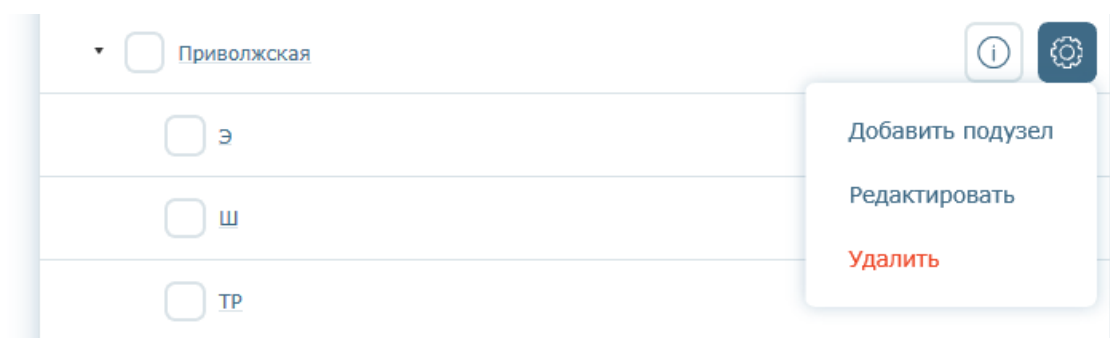 Приволжская
Э
Ш
ТР
Добавить подузел
Редактировать
Удалить